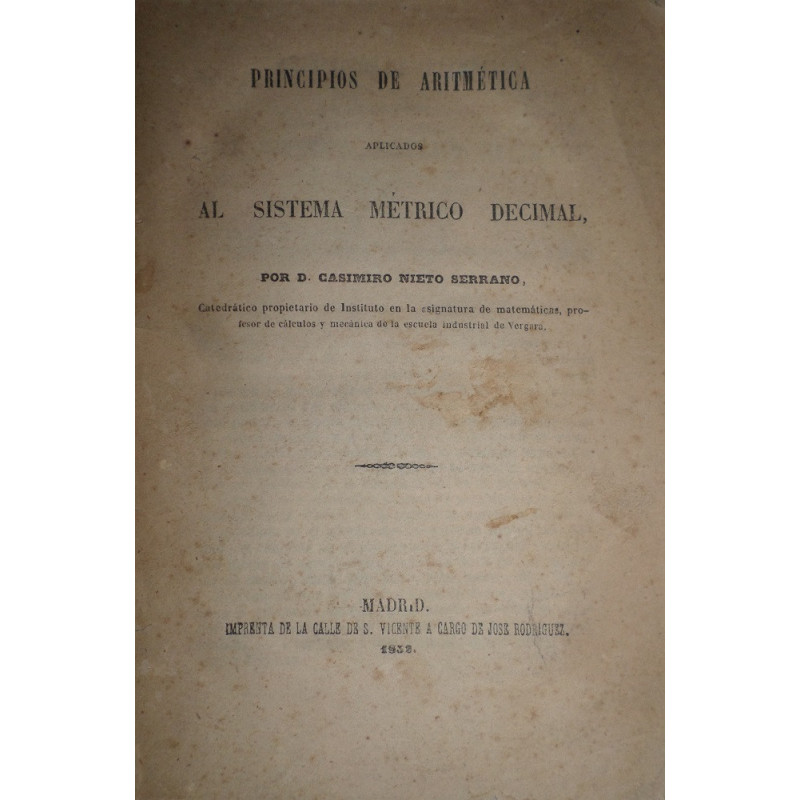 PRINCIPIOS DE ARITMÉTICA
APLICADOS
AL SISTEMA MÉTRICO DECIMAL,
POR D. CASIMIRO NIETO SERRANO,
Catedrático propietario de Instituto en la asignatura de matemáticas, pro-
fesor de cálculos y mecánica de la escuela industrial de Vergara.
MADRID.
IMPRENTA DE LA CALLE DE S. VICENTE A CARGO DE JOSE RODRIGUEZ.